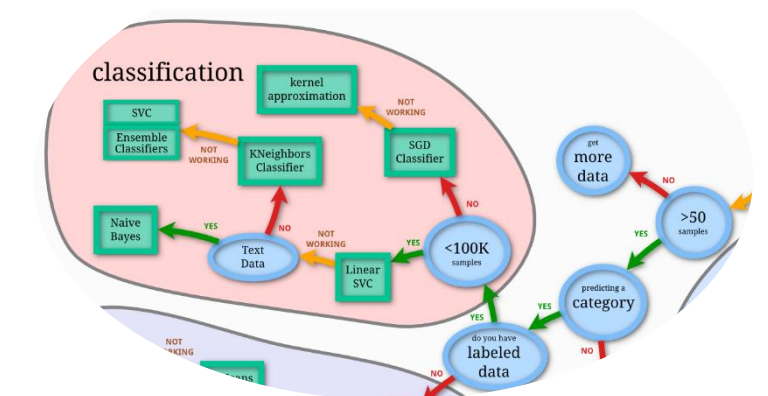 classification
kernel
approximation
NOT
WORKING
SVC
Ensemble
Classifiers
NOT
WORKING
KNeighbors
Classifier
SGD
Classifier
get
more
data
NO
>50
samples
NO
YES
Naive
Bayes
YES
NO
Text
Data
NOT
WORKING
Linear
SVC
YES
<100K
samples
predicting a
category
YES
YES
NO
do you have
labeled
data
NO
NOT